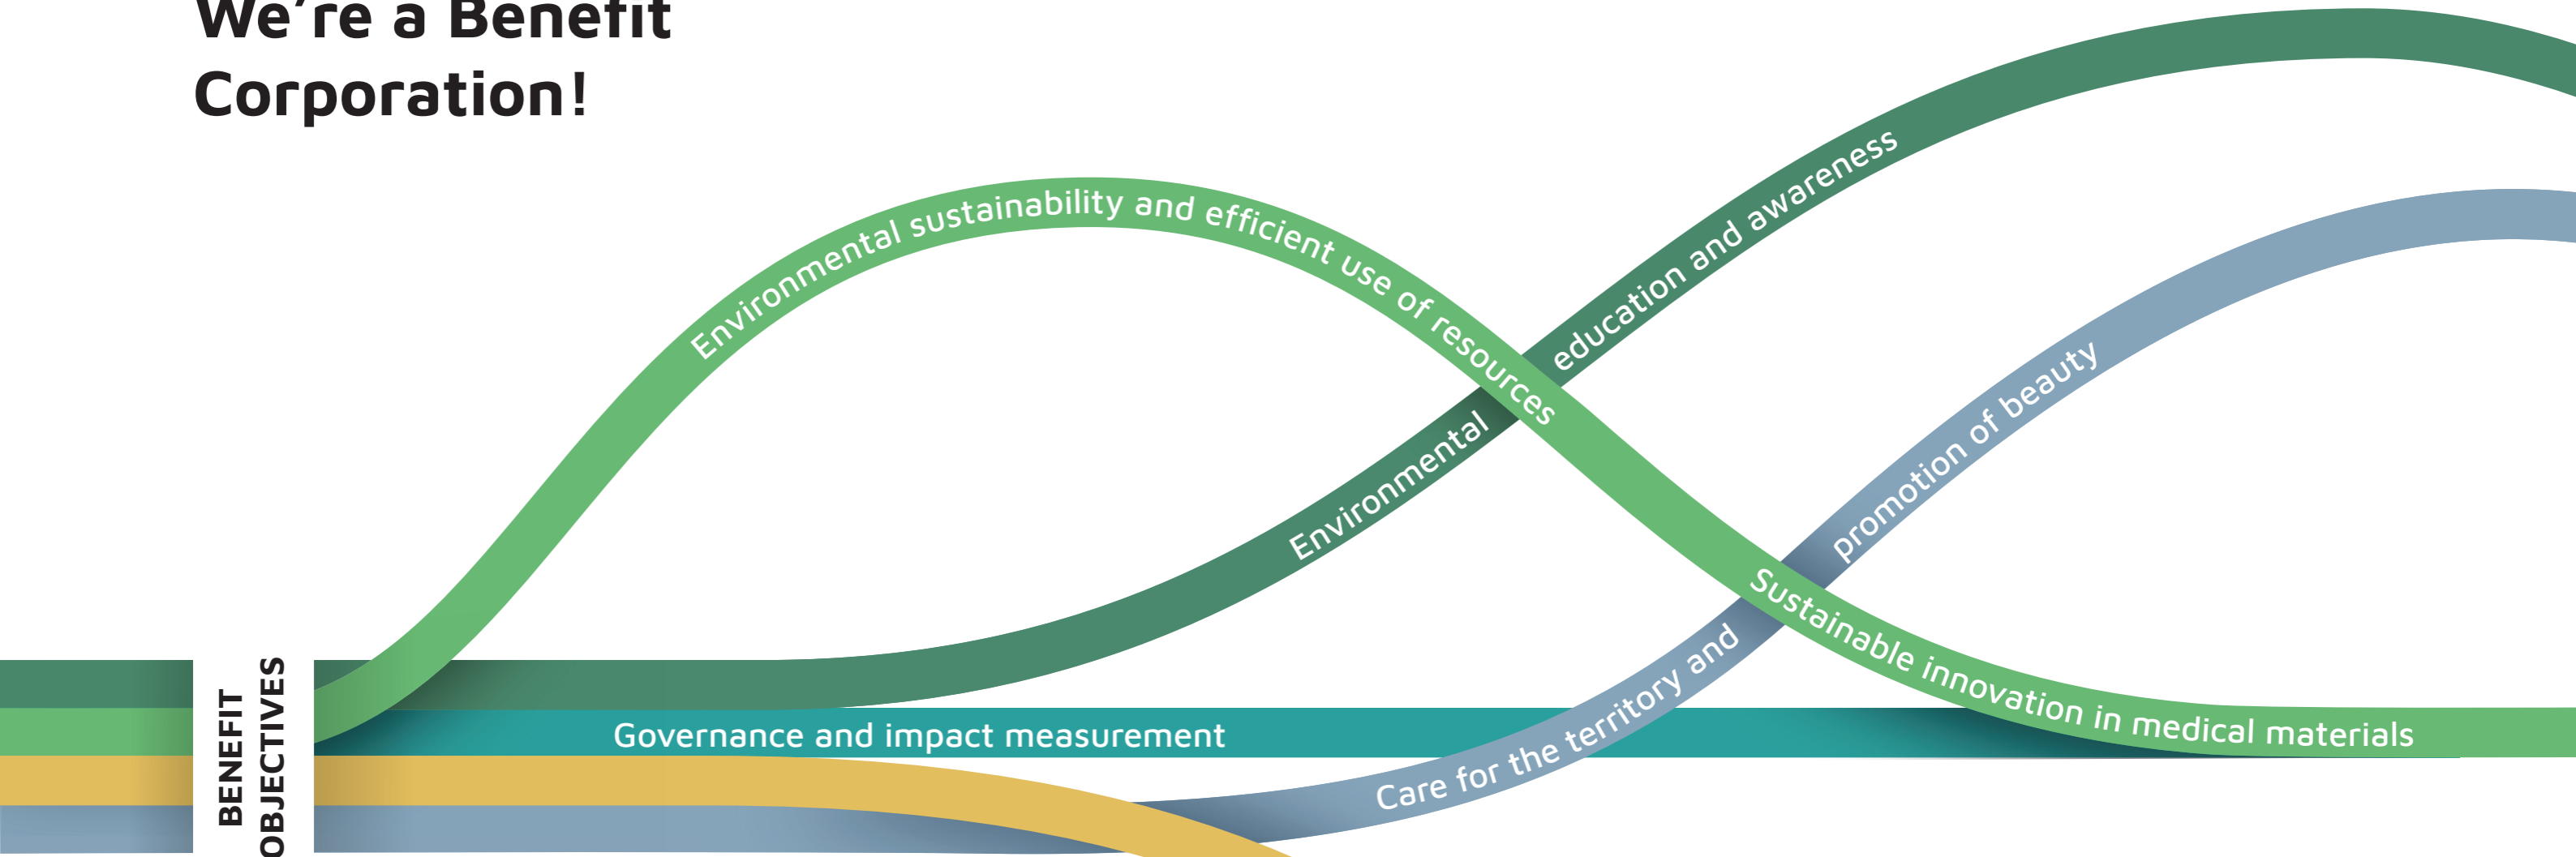 We're a Benefit
Corporation!
Environmental sustainability and efficient use of resources
Environmental education and awareness
Care for the territory and promotion of beauty
Sustainable innovation in medical materials
Governance and impact measurement
BENEFIT
OBJECTIVES